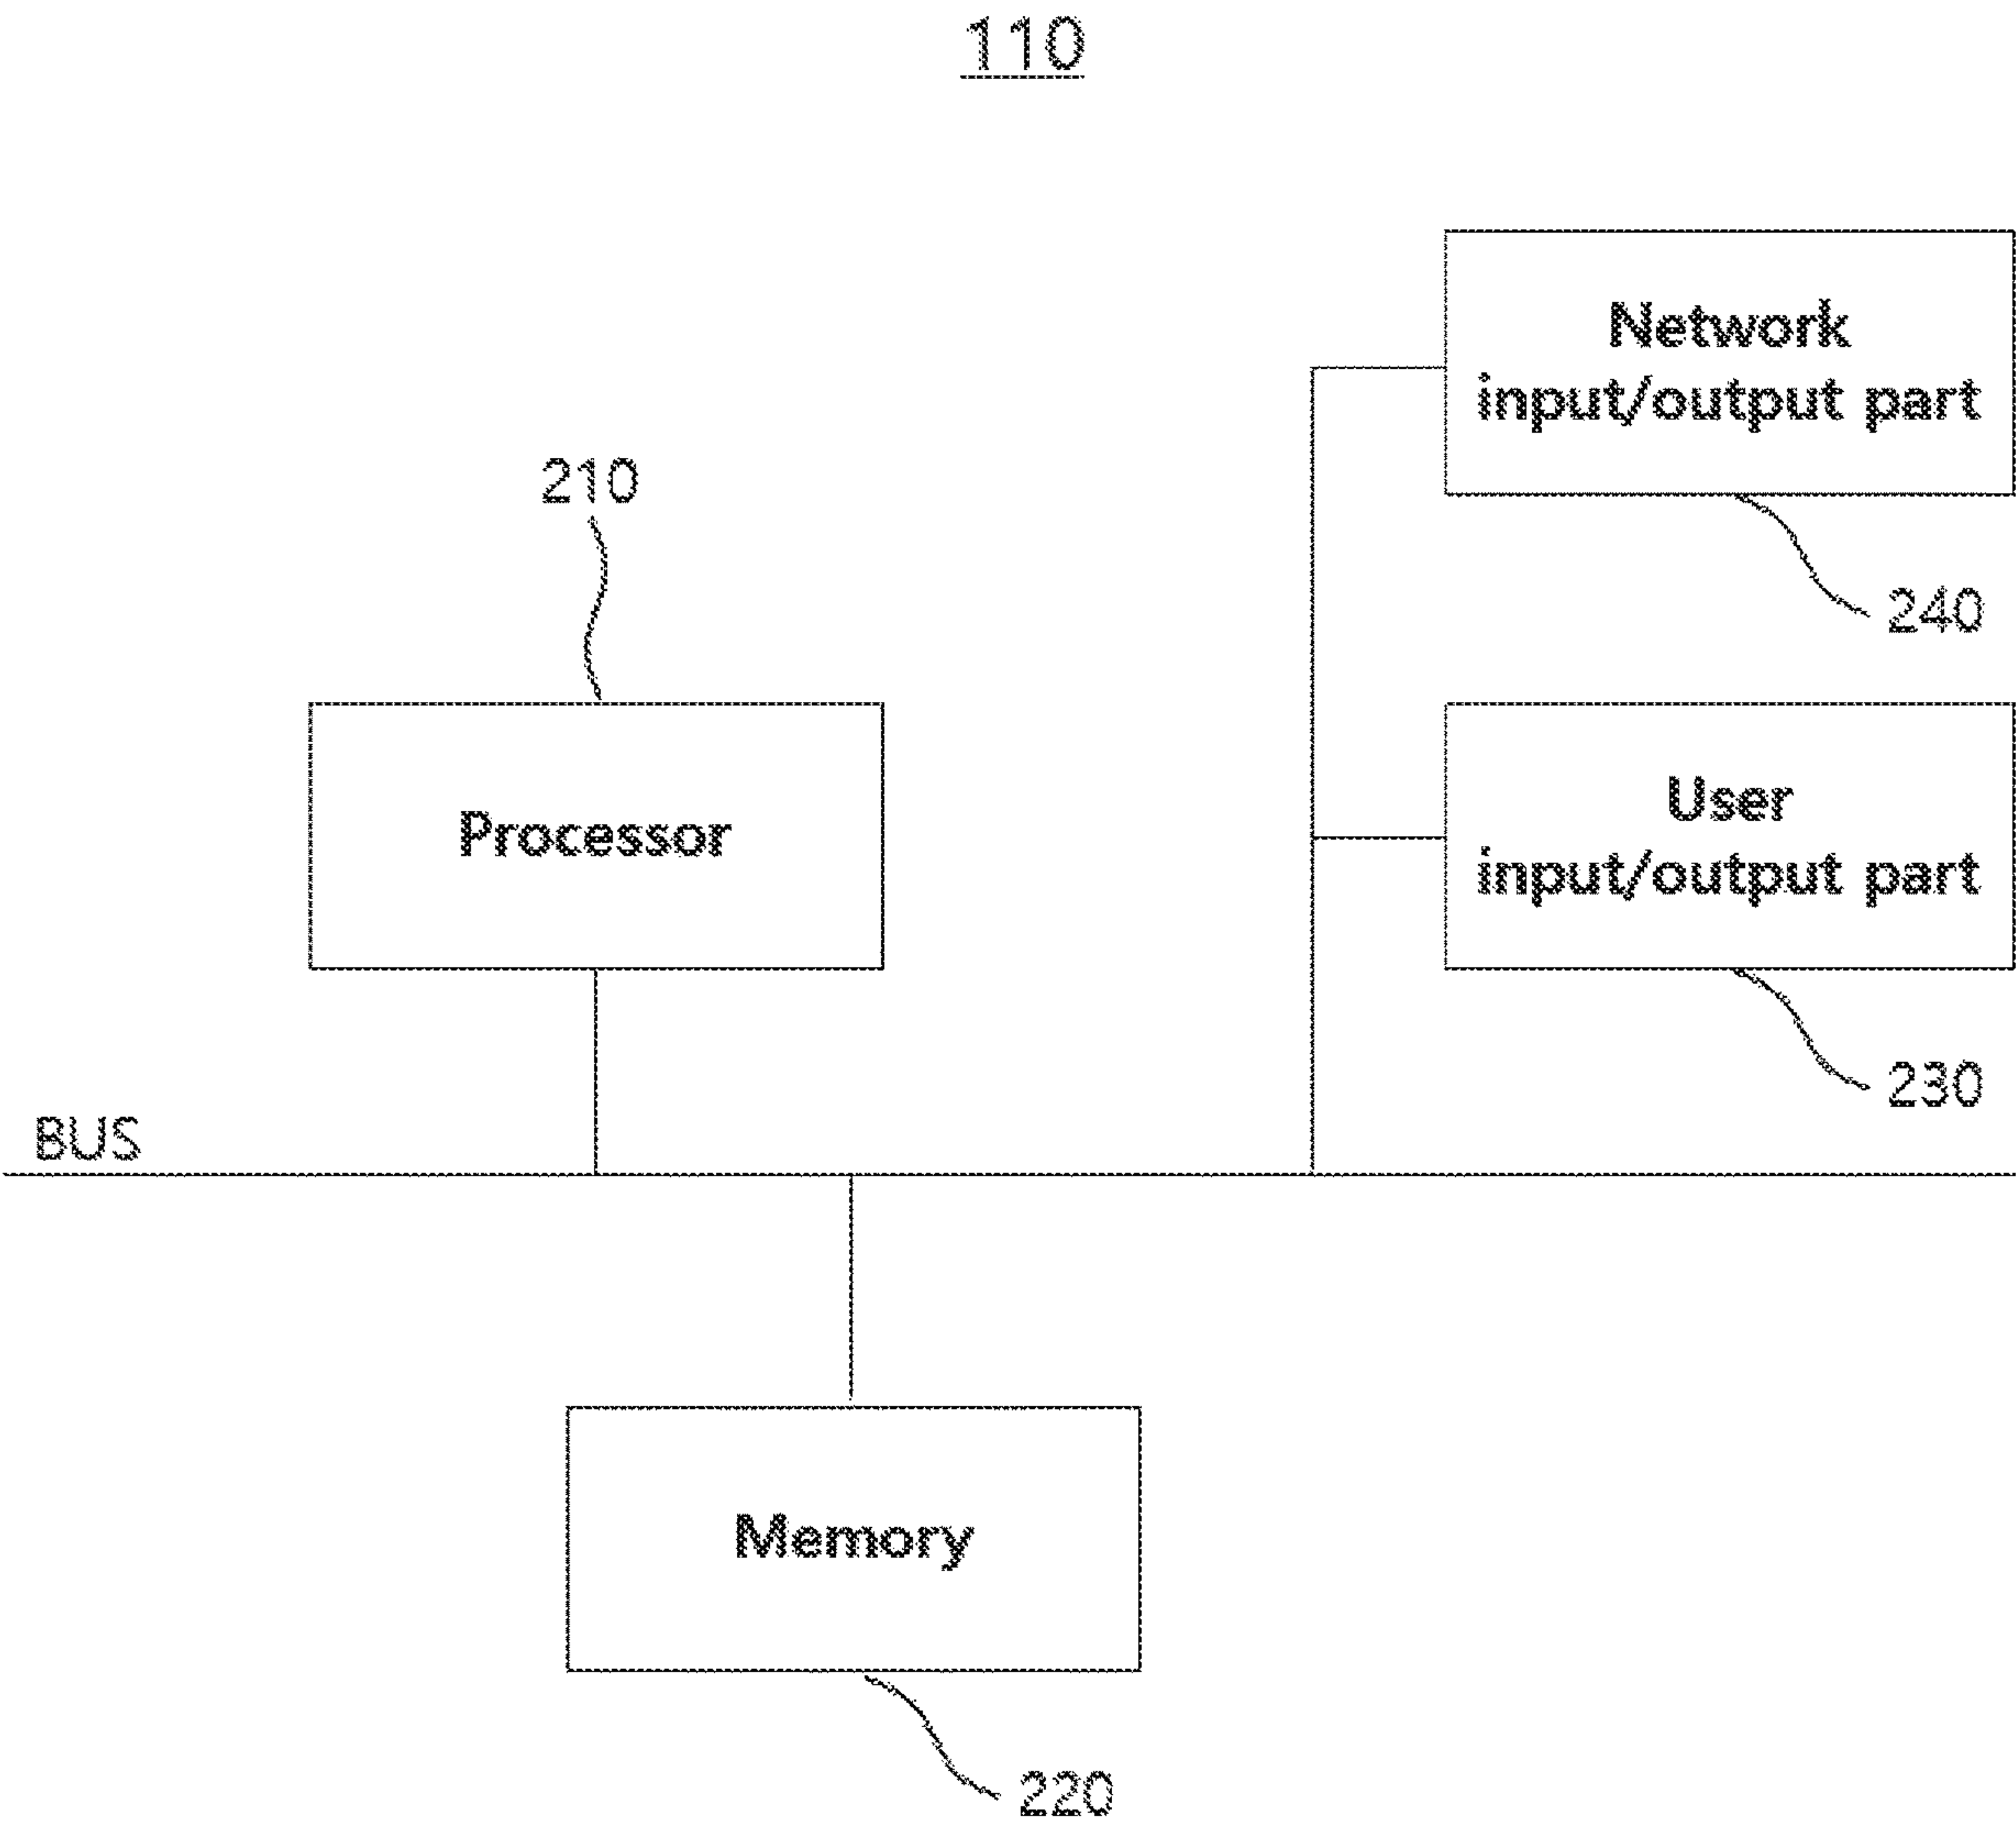 110
Network
input/output part
210
240
Processor
User
input/output part
230
BUS
Memory
220